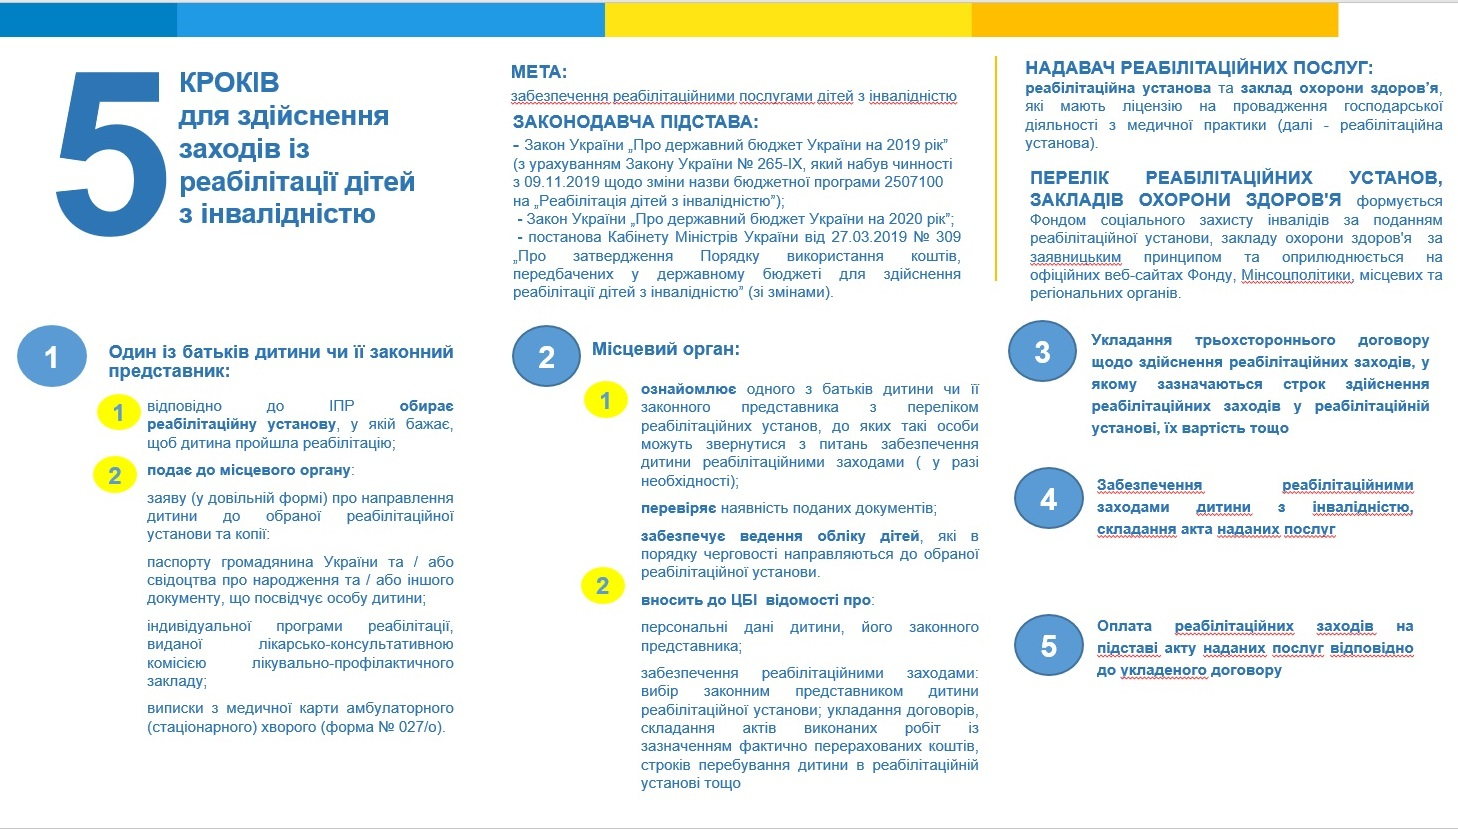 5
КРОКІВ
для здійснення
заходів із
реабілітації дітей
з інвалідністю
МЕТА:
забезпечення реабілітаційними послугами дітей з інвалідністю
ЗАКОНОДАВЧА ПІДСТАВА:
- Закон України „Про державний бюджет України на 2019 рік”
(з урахуванням Закону України № 265-IX, який набув чинності
з 09.11.2019 щодо зміни назви бюджетної програми 2507100
на „Реабілітація дітей з інвалідністю”);
- Закон України „Про державний бюджет України на 2020 рік”;
- постанова Кабінету Міністрів України від 27.03.2019 № 309
„Про затвердження Порядку використання коштів,
передбачених у державному бюджеті для здійснення
реабілітації дітей з інвалідністю” (зі змінами).
НАДАВАЧ РЕАБІЛІТАЦІЙНИХ ПОСЛУГ:
реабілітаційна установа та заклад охорони здоров’я,
які мають ліцензію на провадження господарської
діяльності з медичної практики (далі - реабілітаційна
установа).
ПЕРЕЛІК РЕАБІЛІТАЦІЙНИХ УСТАНОВ,
ЗАКЛАДІВ ОХОРОНИ ЗДОРОВ'Я формується
Фондом соціального захисту інвалідів за поданням
реабілітаційної установи, закладу охорони здоров'я за
заявницьким принципом та оприлюднюється на
офіційних веб-сайтах Фонду, Мінсоцполітики, місцевих та
регіональних органів.
1
Один із батьків дитини чи її законний
представник:
1
відповідно до ІПР обирає
реабілітаційну установу, у якій бажає,
щоб дитина пройшла реабілітацію;
2
подає до місцевого органу:
заяву (у довільній формі) про направлення
дитини до обраної реабілітаційної
установи та копії:
паспорту громадянина України та / або
свідоцтва про народження та / або іншого
документу, що посвідчує особу дитини;
індивідуальної програми реабілітації,
виданої лікарсько-консультативною
комісією лікувально-профілактичного
закладу;
виписки з медичної карти амбулаторного
(стаціонарного) хворого (форма № 027/о).
2
Місцевий орган:
1
ознайомлює одного з батьків дитини чи її
законного представника з переліком
реабілітаційних установ, до яких такі особи
можуть звернутися з питань забезпечення
дитини реабілітаційними заходами ( у разі
необхідності);
перевіряє наявність поданих документів;
забезпечує ведення обліку дітей, які в
порядку черговості направляються до обраної
реабілітаційної установи.
2
вносить до ЦБІ відомості про:
персональні дані дитини, його законного
представника;
забезпечення реабілітаційними заходами:
вибір законним представником дитини
реабілітаційної установи; укладання договорів,
складання актів виконаних робіт із
зазначенням фактично перерахованих коштів,
строків перебування дитини в реабілітаційній
установі тощо
3
Укладання трьохстороннього договору
щодо здійснення реабілітаційних заходів, у
якому зазначаються строк здійснення
реабілітаційних заходів у реабілітаційній
установі, їх вартість тощо
4
Забезпечення реабілітаційними
заходами дитини з інвалідністю,
складання акта наданих послуг
5
Оплата реабілітаційних заходів на
підставі акту наданих послуг відповідно
до укладеного договору